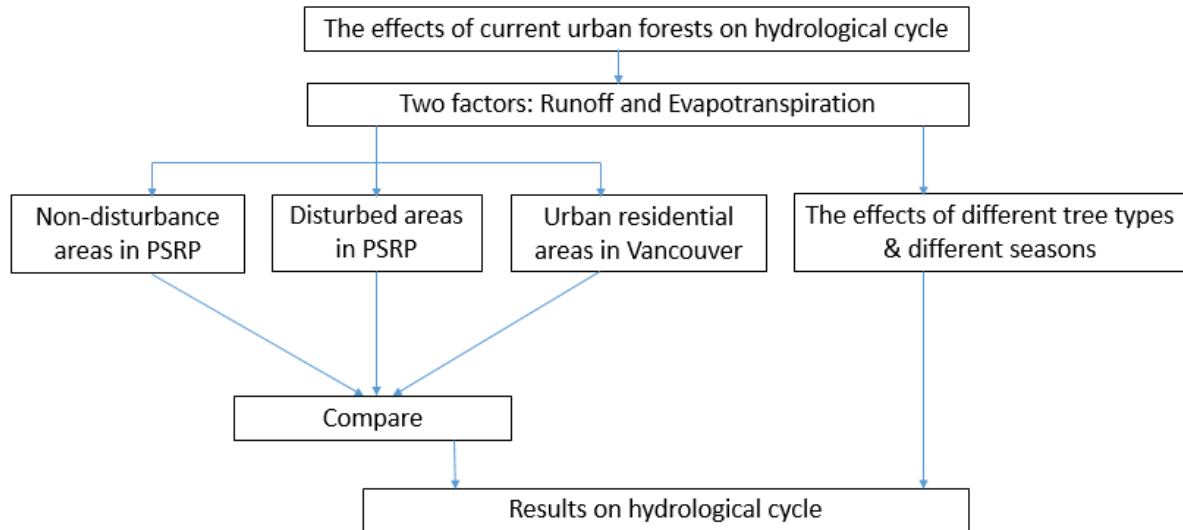 The effects of current urban forests on hydrological cycle
Two factors: Runoff and Evapotranspiration
Non-disturbance
areas in PSRP
Disturbed areas
in PSRP
Urban residential
areas in Vancouver
The effects of different tree types
& different seasons
Compare
Results on hydrological cycle